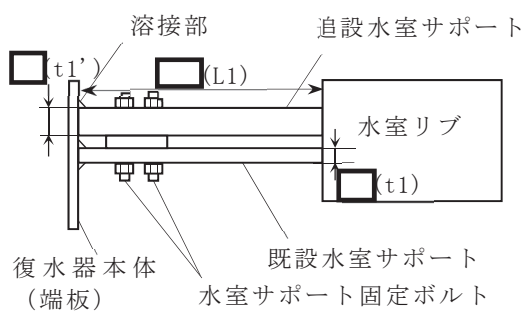 溶接部
追設水室サポート
(t1')
(L1)
水室リブ
(t1)
既設水室サポート
復水器本体
（端板）
水室サポート固定ボルト